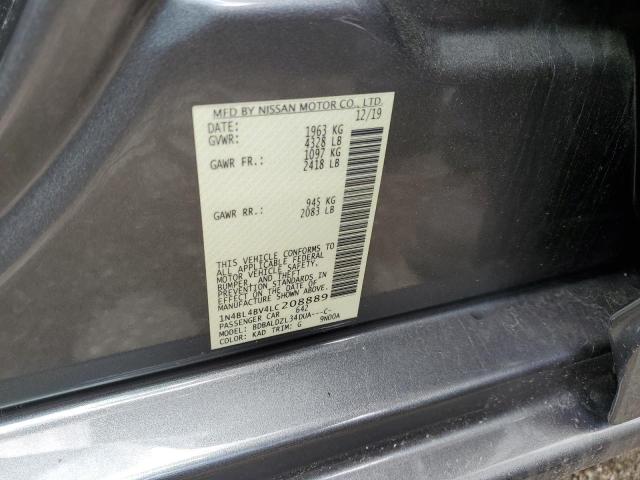 MFD BY NISSAN MOTOR CO., LTD.
DATE: 12/19
GVWR: 1963 KG
4328 LB
GAWR FR.: 1097 KG
2418 LB
GAWR RR.: 945 KG
2083 LB
THIS VEHICLE CONFORMS TO
ALL APPLICABLE FEDERAL
MOTOR VEHICLE SAFETY,
BUMPER, AND THEFT
PREVENTION STANDARDS IN
EFFECT ON THE DATE OF
MANUFACTURE SHOWN ABOVE.
1N4BL4BV4LC208889
PASSENGER CAR 642
MODEL: BDBALDZL34DUA---C-
COLOR: KAD TRIM: G 9N00A